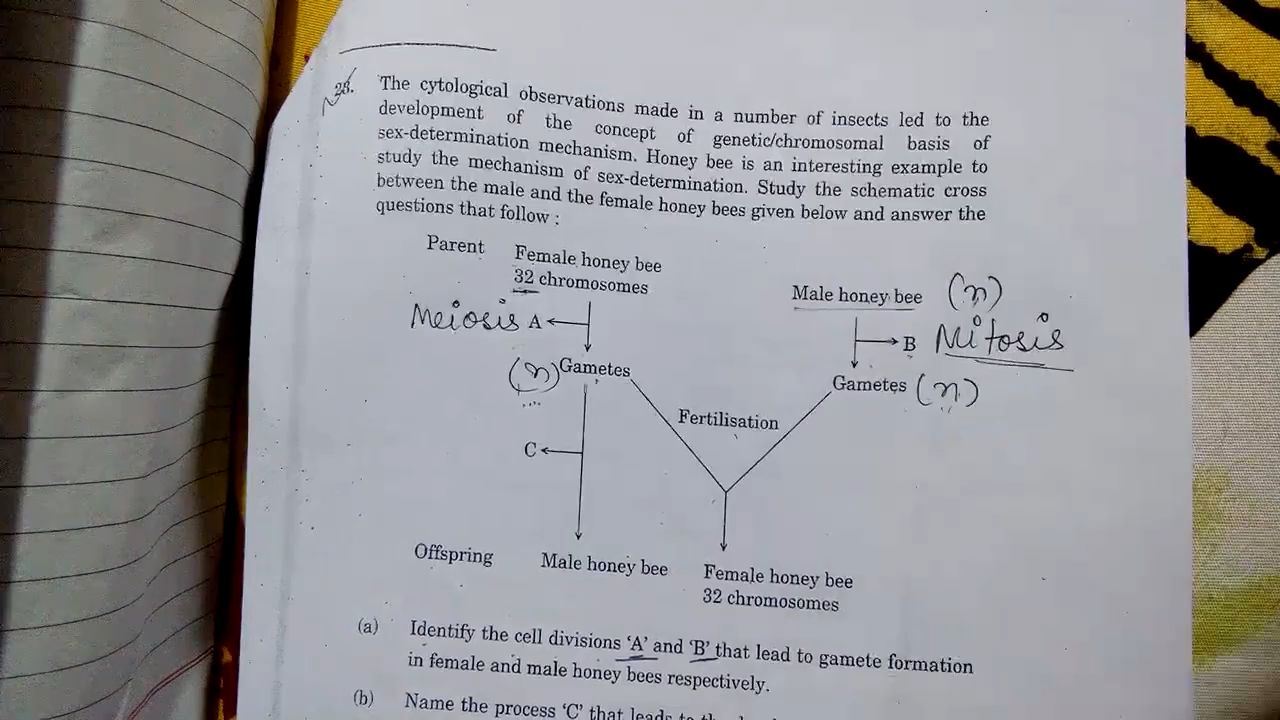 28. The cytological observations made in a number of insects led to the
development of the concept of genetic/chromosomal basis of
sex-determination mechanism. Honey bee is an interesting example to
study the mechanism of sex-determination. Study the schematic cross
between the male and the female honey bees given below and answer the
questions that follow :
Parent Female honey bee
32 chromosomes
Male honey bee (n)
Meiosis A
B Mitosis
(n) Gametes
Gametes (n)
Fertilisation
C
Offspring Male honey bee Female honey bee
32 chromosomes
(a) Identify the cell divisions ‘A’ and ‘B’ that lead to gamete formation
in female and male honey bees respectively.
(b) Name the process ‘C’ that leads to the